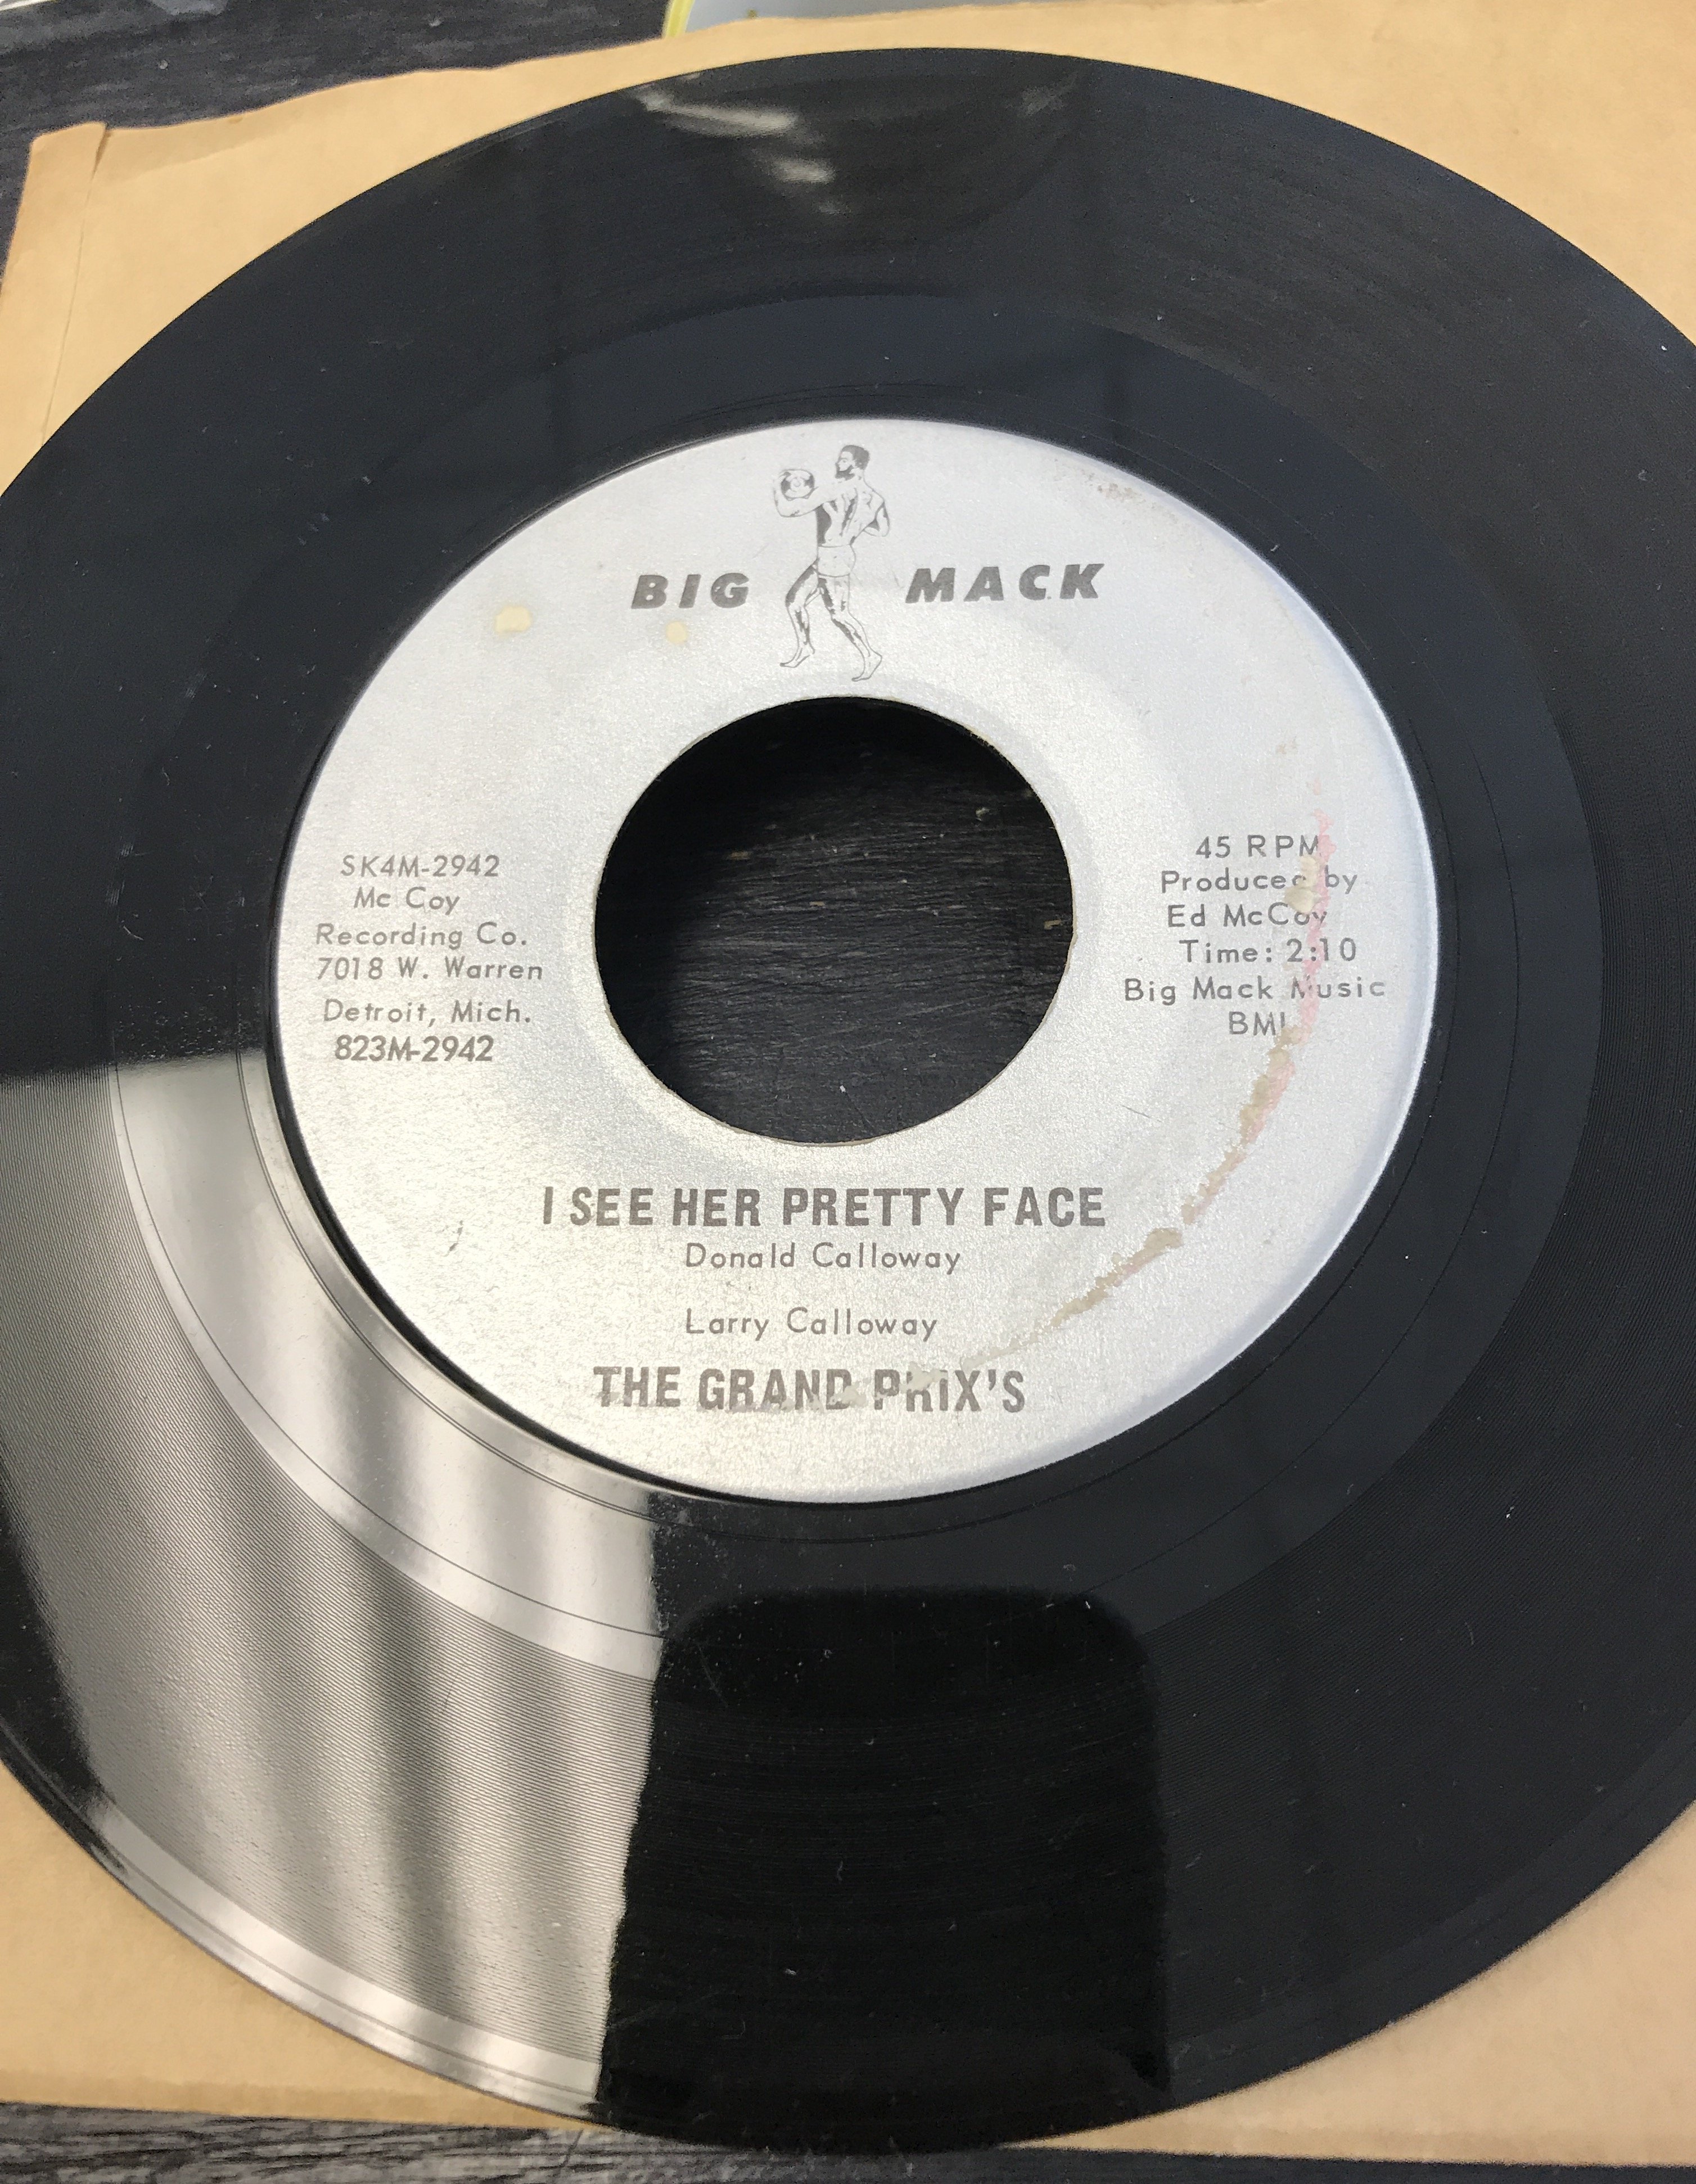 BIG MACK
SK4M-2942
Mc Coy
Recording Co.
7018 W. Warren
Detroit, Mich.
823M-2942
45 RPM
Produced by
Ed McCoy
Time: 2:10
Big Mack Music
BMI
I SEE HER PRETTY FACE
Donald Calloway
Larry Calloway
THE GRAND PRIX'S